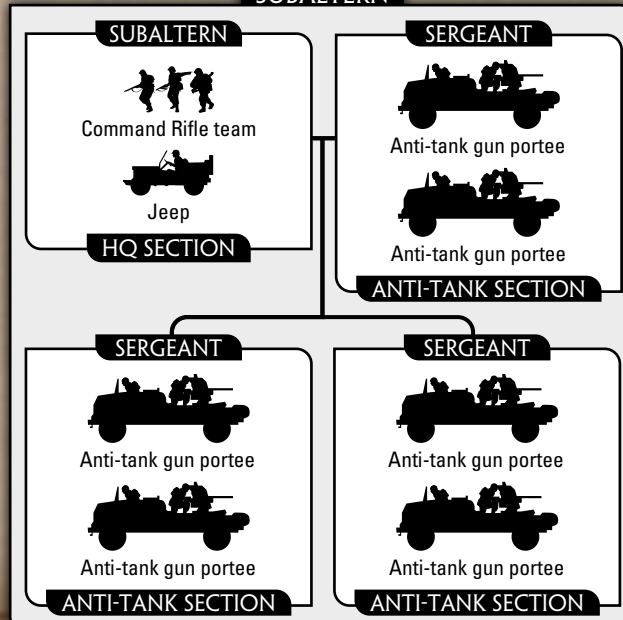 SUBALTERN
SUBALTERN
Command Rifle team
Jeep
HQ SECTION
SERGEANT
Anti-tank gun portee
Anti-tank gun portee
ANTI-TANK SECTION
SERGEANT
Anti-tank gun portee
Anti-tank gun portee
ANTI-TANK SECTION
SERGEANT
Anti-tank gun portee
Anti-tank gun portee
ANTI-TANK SECTION